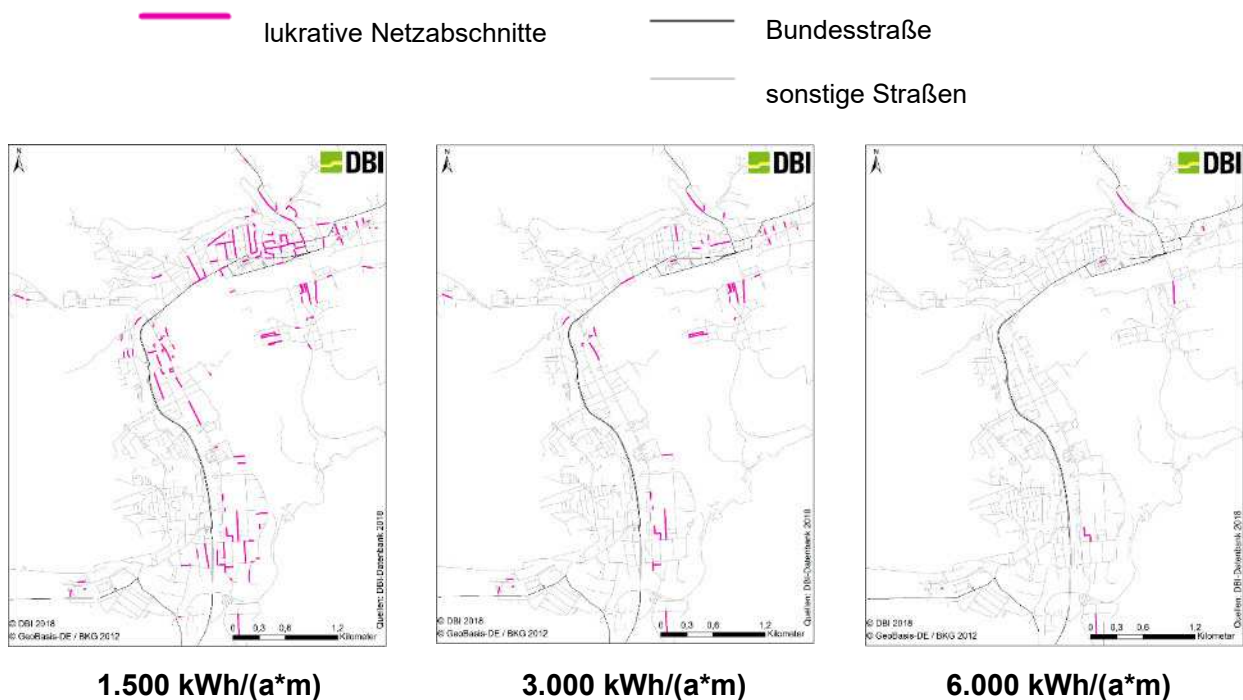 lukrative Netzabschnitte
Bundesstraße
sonstige Straßen
N
DBI
Quellen: DBI-Datenbank 2018
© DBI 2018
© GeoBasis-DE / BKG 2012
0 0,3 0,6 1,2
Kilometer
N
DBI
Quellen: DBI-Datenbank 2018
© DBI 2018
© GeoBasis-DE / BKG 2012
0 0,3 0,6 1,2
Kilometer
N
DBI
Quellen: DBI-Datenbank 2018
© DBI 2018
© GeoBasis-DE / BKG 2012
0 0,3 0,6 1,2
Kilometer
1.500 kWh/(a*m)
3.000 kWh/(a*m)
6.000 kWh/(a*m)